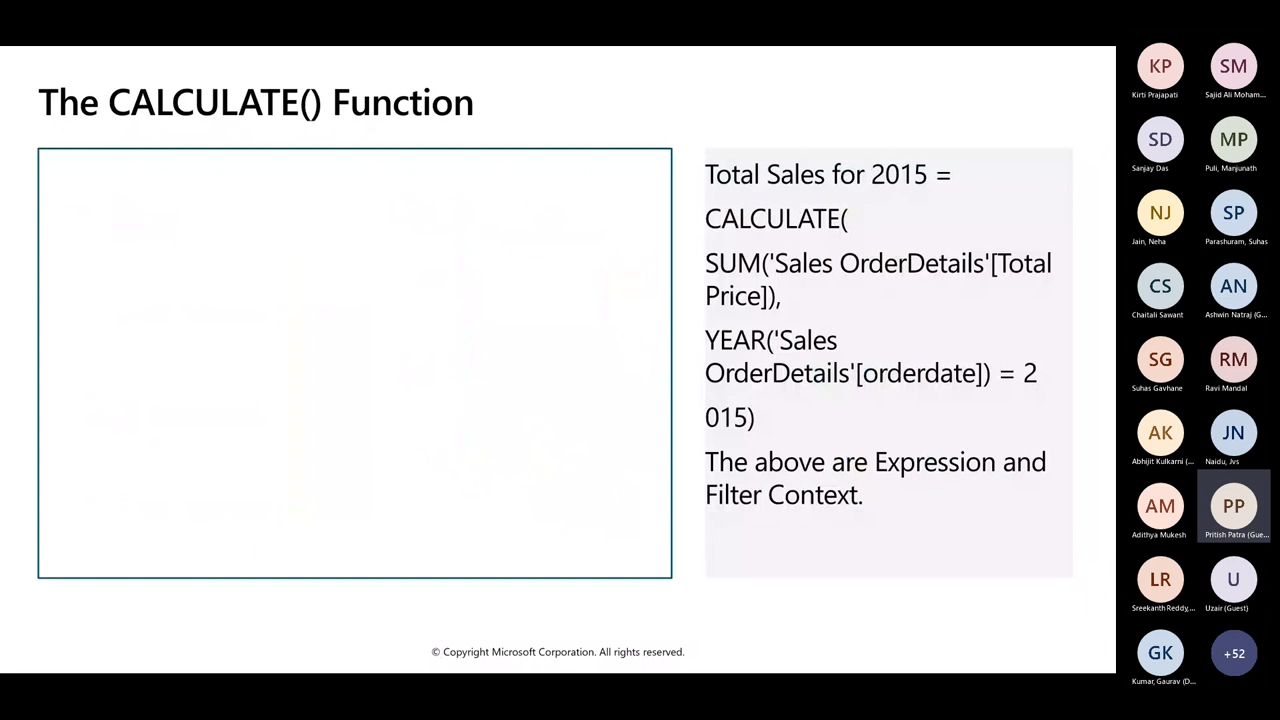 The CALCULATE() Function
Total Sales for 2015 =
CALCULATE(
SUM('Sales OrderDetails'[Total
Price]),
YEAR('Sales
OrderDetails'[orderdate]) = 2
015)
The above are Expression and
Filter Context.
© Copyright Microsoft Corporation. All rights reserved.
KP
SM
Kirti Prajapati
Sajid Ali Moham...
SD
MP
Sanjay Das
Puli, Manjunath
NJ
SP
Jain, Neha
Parashuram, Suhas
CS
AN
Chaitali Sawant
Ashwin Natraj (G...
SG
RM
Suhas Gavhane
Ravi Mandal
AK
JN
Abhijit Kulkarni (...
Naidu, Jvs
AM
PP
Adithya Mukesh
Pritish Patra (Gue...
LR
U
Sreekanth Reddy,...
Uzair (Guest)
GK
+52
Kumar, Gaurav (D...